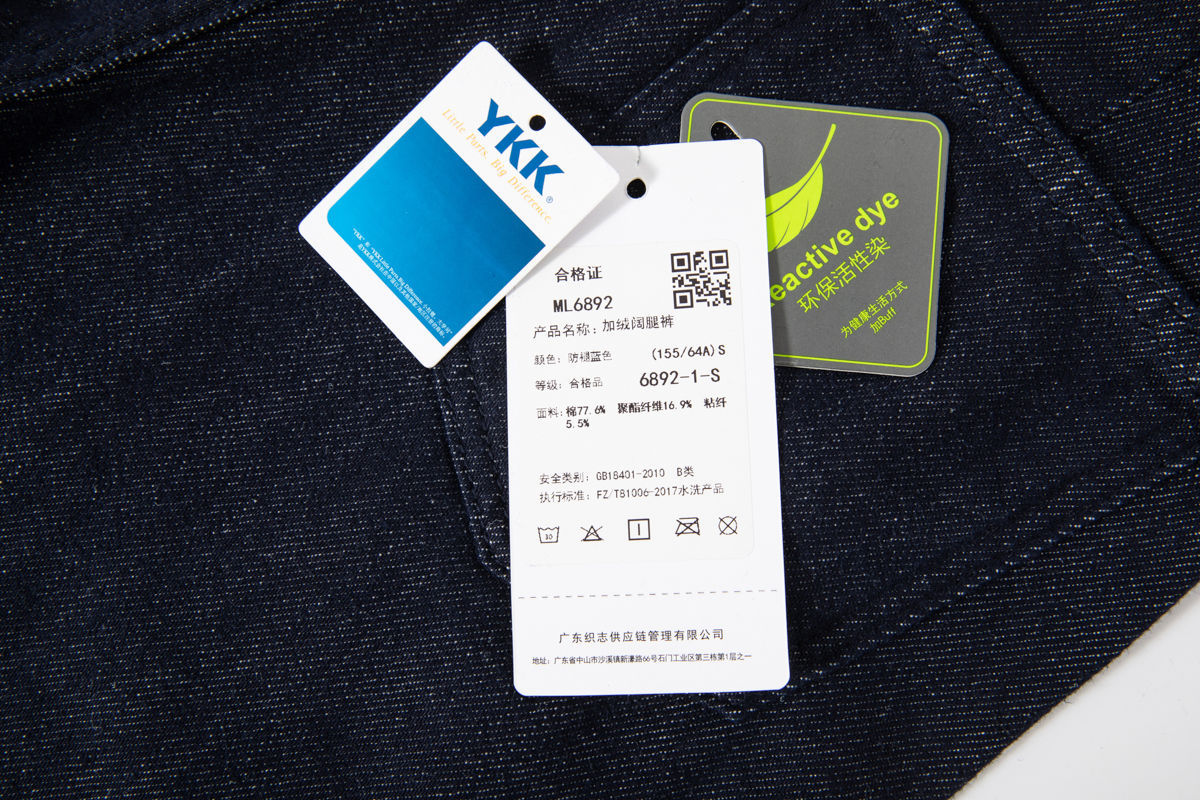 YKK®
Little Parts. Big Difference.
"YKK" 和 "YKK Little Parts. Big Difference.
合格证
ML6892
产品名称: 加绒阔腿裤
颜色: 防褪蓝色 (155/64A)S
等级: 合格品 6892-1-S
面料: 棉77.6% 聚酯纤维16.9% 粘纤
5.5%
安全类别: GB18401-2010 B类
执行标准: FZ/T81006-2017水洗产品
30
广东织志供应链管理有限公司
地址: 广东省中山市沙溪镇新濠路66号石门工业区第三栋第1层之一
eactive dye
环保活性染
为健康生活方式
加Buff